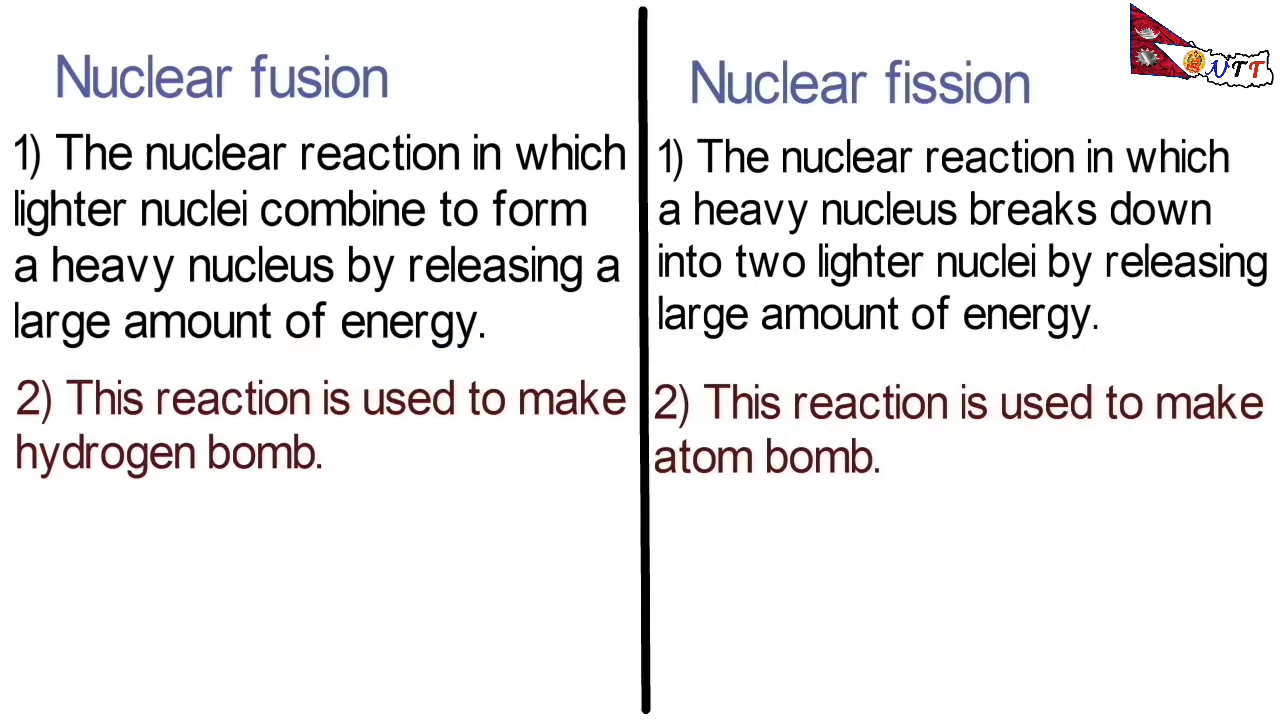 Nuclear fusion
1) The nuclear reaction in which
lighter nuclei combine to form
a heavy nucleus by releasing a
large amount of energy.
2) This reaction is used to make
hydrogen bomb.
Nuclear fission
1) The nuclear reaction in which
a heavy nucleus breaks down
into two lighter nuclei by releasing
large amount of energy.
2) This reaction is used to make
atom bomb.
UTT